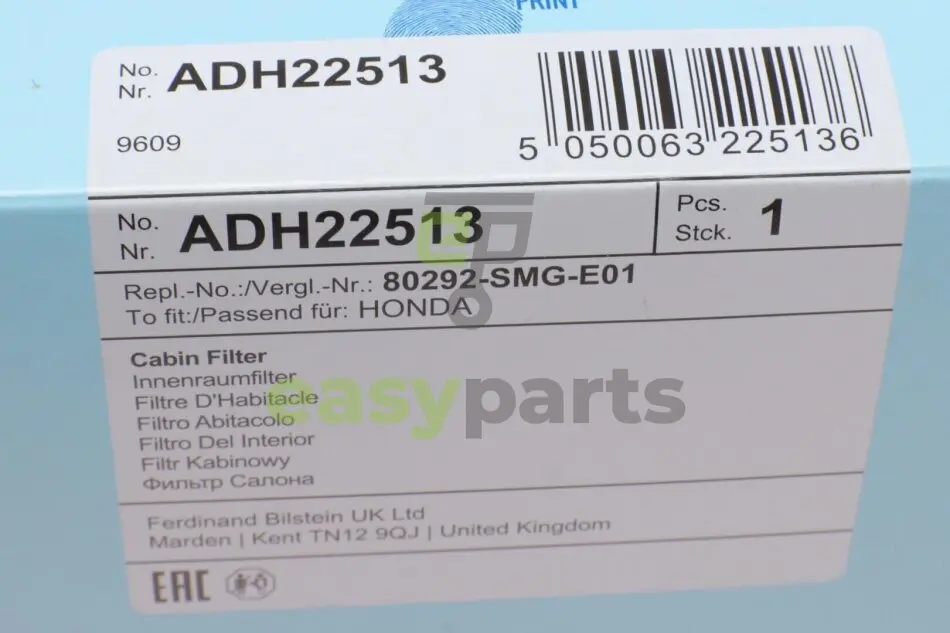 PRINT
No.
Nr. ADH22513
9609
5 050063 225136
No.
Nr. ADH22513
Pcs.
Stck. 1
Repl.-No.:/Vergl.-Nr.: 80292-SMG-E01
To fit:/Passend für: HONDA
Cabin Filter
Innenraumfilter
Filtre D'Habitacle
Filtro Abitacolo
Filtro Del Interior
Filtr Kabinowy
Фильтр Салона
easyparts
Ferdinand Bilstein UK Ltd
Marden | Kent TN12 9QJ | United Kingdom
EAC